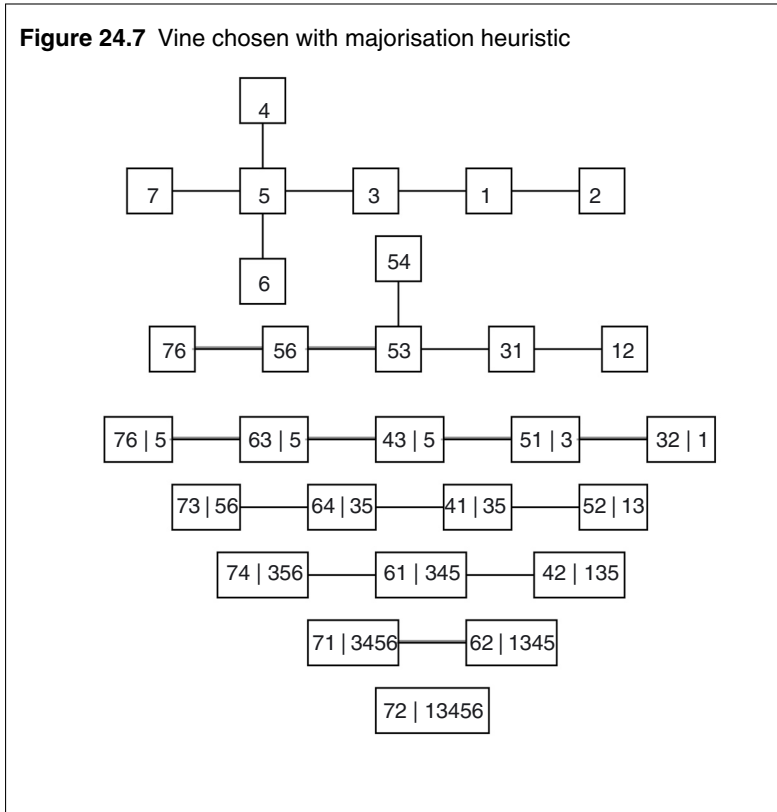 Figure 24.7 Vine chosen with majorisation heuristic
4
7 5 3 1 2
6
54
76 56 53 31 12
76 | 5 63 | 5 43 | 5 51 | 3 32 | 1
73 | 56 64 | 35 41 | 35 52 | 13
74 | 356 61 | 345 42 | 135
71 | 3456 62 | 1345
72 | 13456